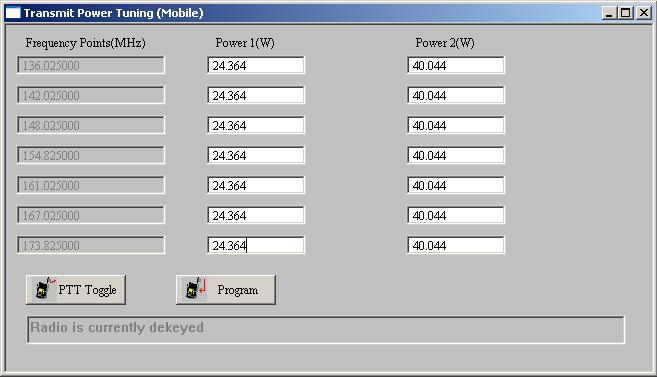 Transmit Power Tuning (Mobile)
Frequency Points(MHz) Power 1(W) Power 2(W)
136.025000 24.364 40.044
142.025000 24.364 40.044
148.025000 24.364 40.044
154.825000 24.364 40.044
161.025000 24.364 40.044
167.025000 24.364 40.044
173.825000 24.364 40.044
PTT Toggle Program
Radio is currently dekeyed